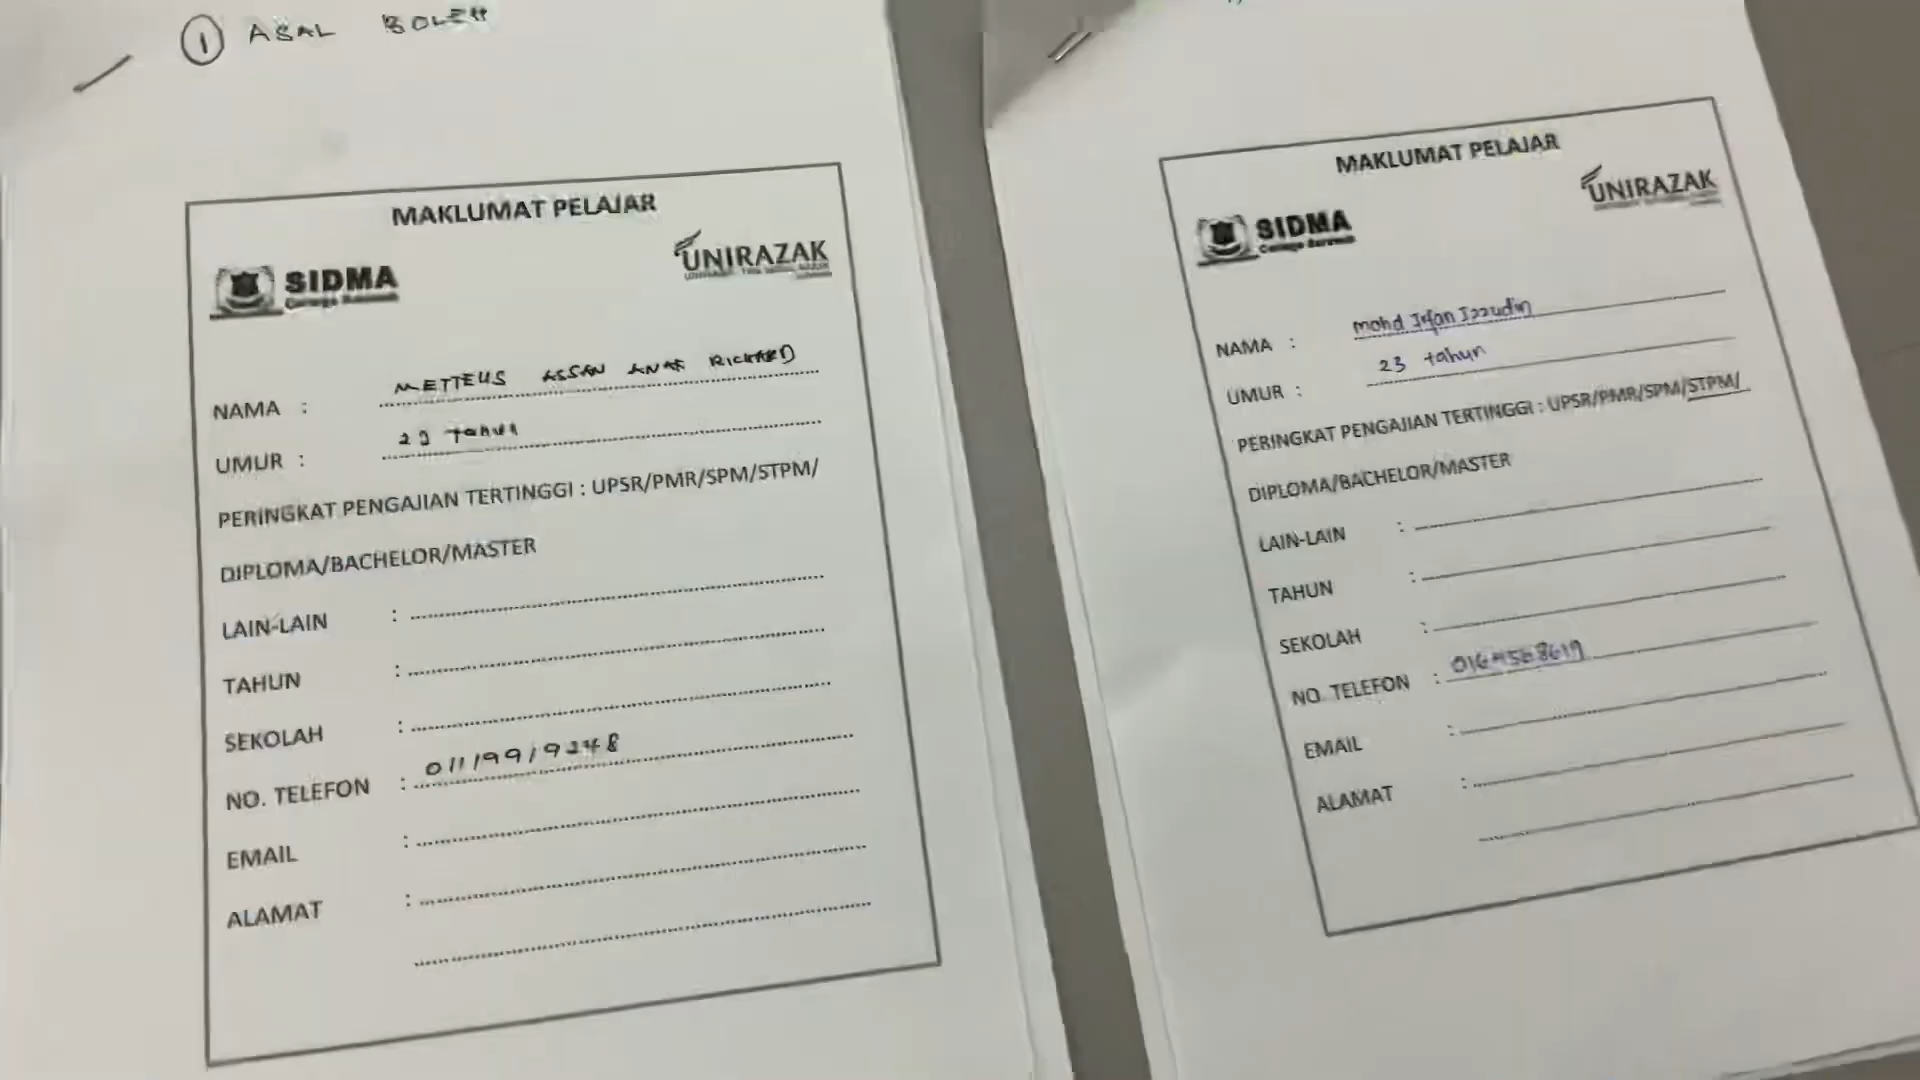 1 ASAL BOLEH
MAKLUMAT PELAJAR
SIDMA
UNIRAZAK
NAMA : METTEUS ASSAN ANAK RICHARD
UMUR : 23 Tahun
PERINGKAT PENGAJIAN TERTINGGI : UPSR/PMR/SPM/STPM/
DIPLOMA/BACHELOR/MASTER
LAIN-LAIN :
TAHUN :
SEKOLAH :
NO. TELEFON : 01119919248
EMAIL :
ALAMAT :
MAKLUMAT PELAJAR
SIDMA
UNIRAZAK
NAMA : Mohd Irfan Izzudin
UMUR : 23 tahun
PERINGKAT PENGAJIAN TERTINGGI : UPSR/PMR/SPM/STPM/
DIPLOMA/BACHELOR/MASTER
LAIN-LAIN :
TAHUN :
SEKOLAH :
NO. TELEFON :
EMAIL :
ALAMAT :